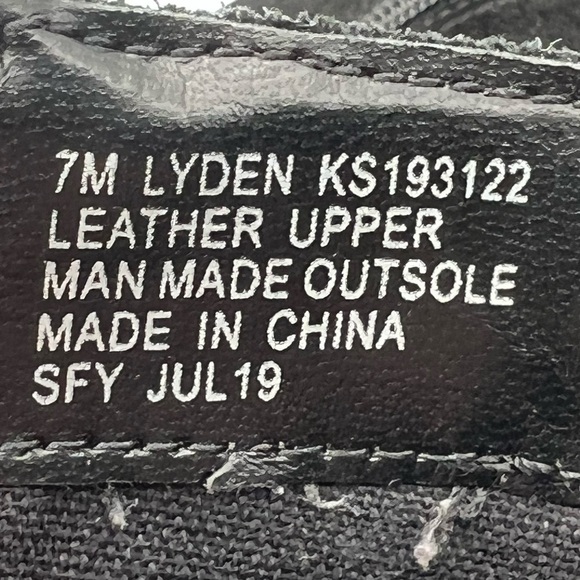 7M LYDEN KS193122
LEATHER UPPER
MAN MADE OUTSOLE
MADE IN CHINA
SFY JUL19